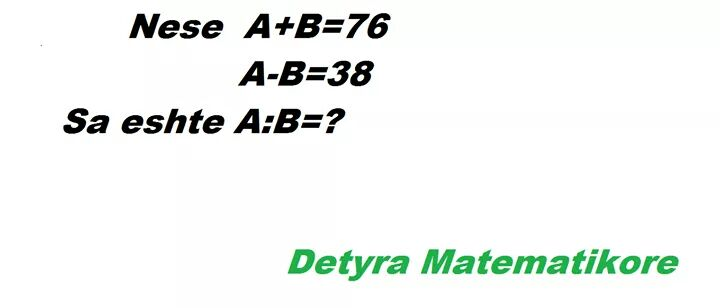 Nese A+B=76
A-B=38
Sa eshte A:B=?
Detyra Matematikore